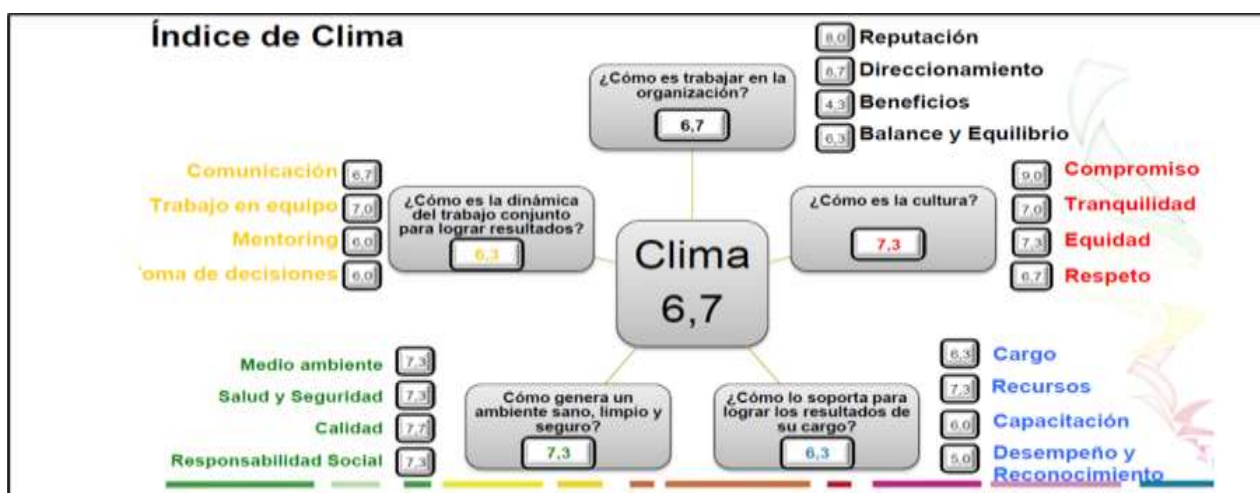 Índice de Clima
¿Cómo es trabajar en la
organización?
6,7
8,0 Reputación
6,7 Direccionamiento
4,3 Beneficios
6,3 Balance y Equilibrio
Comunicación 6,7
Trabajo en equipo 7,0
Mentoring 6,0
oma de decisiones 6,0
¿Cómo es la dinámica
del trabajo conjunto
para lograr resultados?
6,3
Clima
6,7
¿Cómo es la cultura?
7,3
9,0 Compromiso
7,0 Tranquilidad
7,3 Equidad
6,7 Respeto
Medio ambiente 7,3
Salud y Seguridad 7,3
Calidad 7,7
Responsabilidad Social 7,3
Cómo genera un
ambiente sano, limpio y
seguro?
7,3
¿Cómo lo soporta para
lograr los resultados de
su cargo?
6,3
6,3 Cargo
7,3 Recursos
6,0 Capacitación
5,0 Desempeño y
Reconocimiento